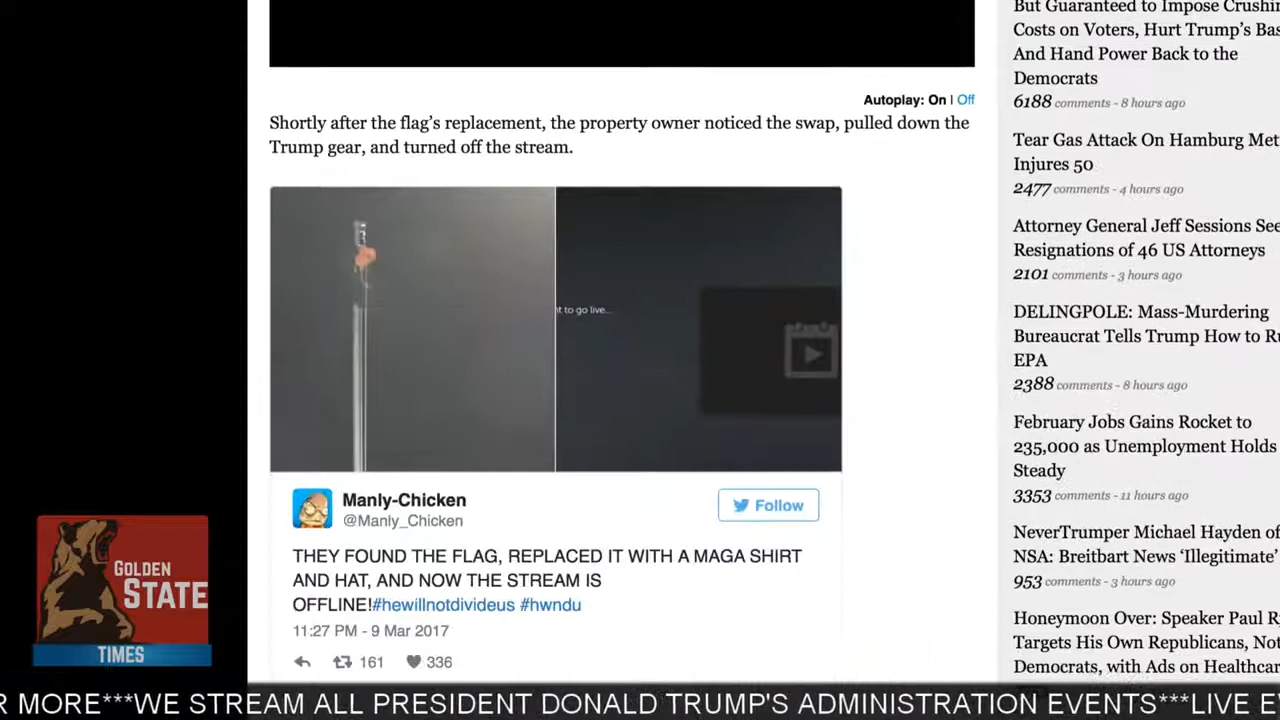 Autoplay: On | Off
Shortly after the flag's replacement, the property owner noticed the swap, pulled down the
Trump gear, and turned off the stream.
t to go live...
Manly-Chicken
@Manly_Chicken
Follow
THEY FOUND THE FLAG, REPLACED IT WITH A MAGA SHIRT
AND HAT, AND NOW THE STREAM IS
OFFLINE!#hewillnotdivideus #hwndu
11:27 PM - 9 Mar 2017
161 336
But Guaranteed to Impose Crushin
Costs on Voters, Hurt Trump's Bas
And Hand Power Back to the
Democrats
6188 comments - 8 hours ago
Tear Gas Attack On Hamburg Met
Injures 50
2477 comments - 4 hours ago
Attorney General Jeff Sessions See
Resignations of 46 US Attorneys
2101 comments - 3 hours ago
DELINGPOLE: Mass-Murdering
Bureaucrat Tells Trump How to Ru
EPA
2388 comments - 8 hours ago
February Jobs Gains Rocket to
235,000 as Unemployment Holds
Steady
3353 comments - 11 hours ago
NeverTrumper Michael Hayden of
NSA: Breitbart News 'Illegitimate'
953 comments - 3 hours ago
Honeymoon Over: Speaker Paul Ry
Targets His Own Republicans, Not
Democrats, with Ads on Healthcar
GOLDEN
STATE
TIMES
R MORE***WE STREAM ALL PRESIDENT DONALD TRUMP'S ADMINISTRATION EVENTS***LIVE E